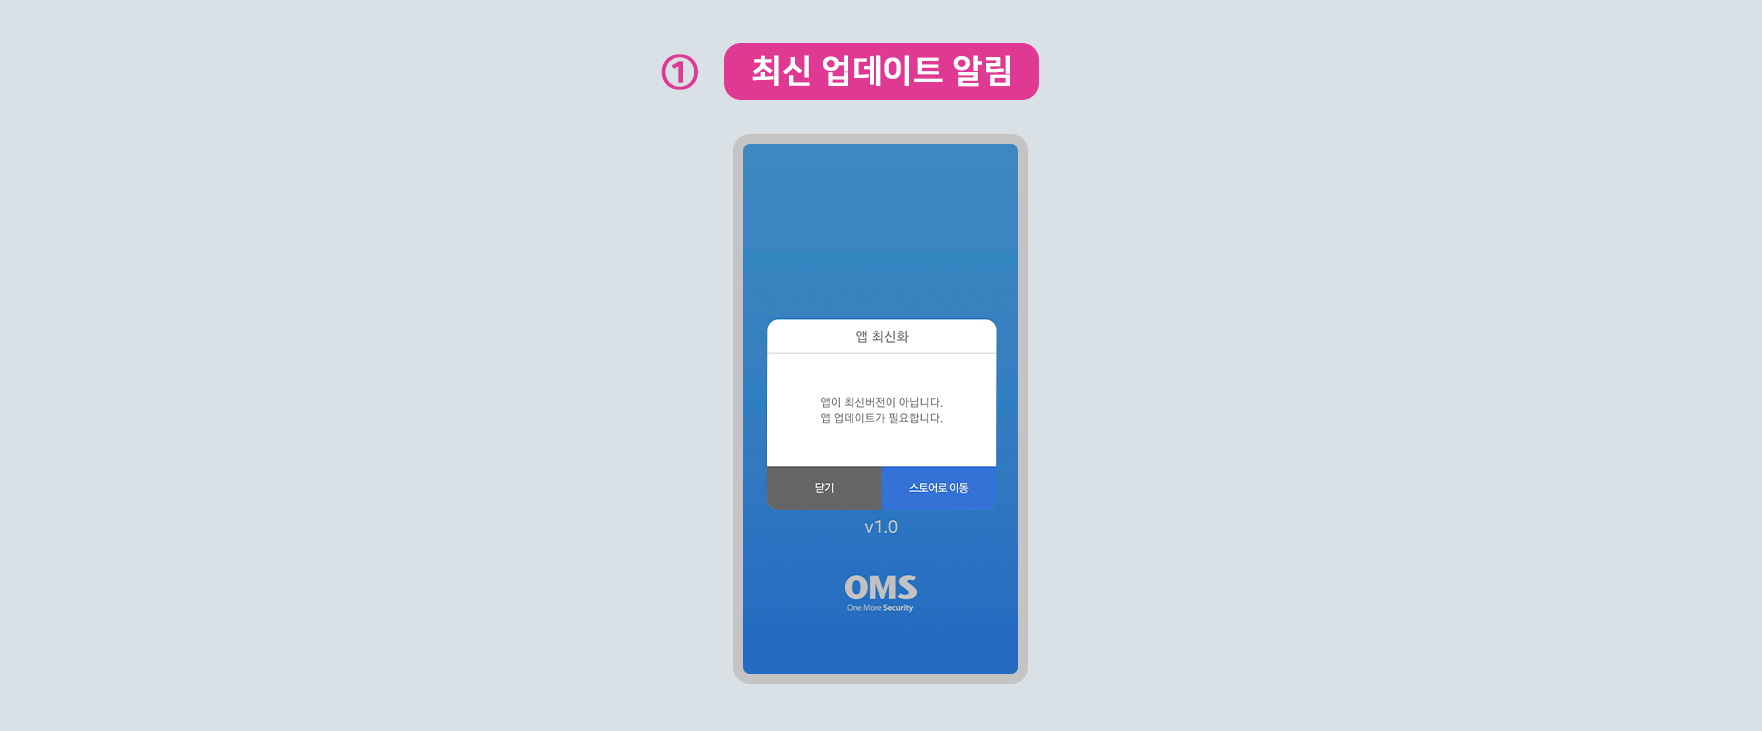 ① 최신 업데이트 알림
앱 최신화
앱이 최신버전이 아닙니다.
앱 업데이트가 필요합니다.
닫기 스토어로 이동
v1.0
OMS
One More Security